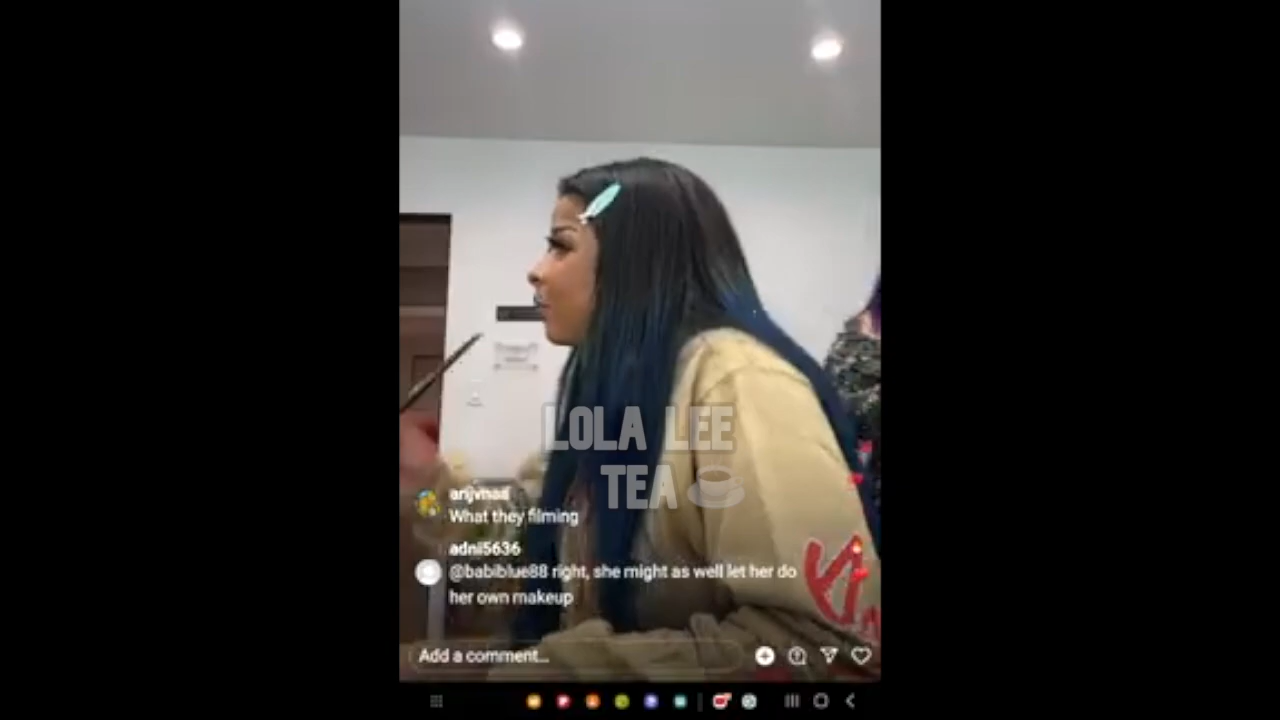 LOLA LEE
TEA
What they filming
adni5636
@babiblue88 right, she might as well let her do
her own makeup
Add a comment…